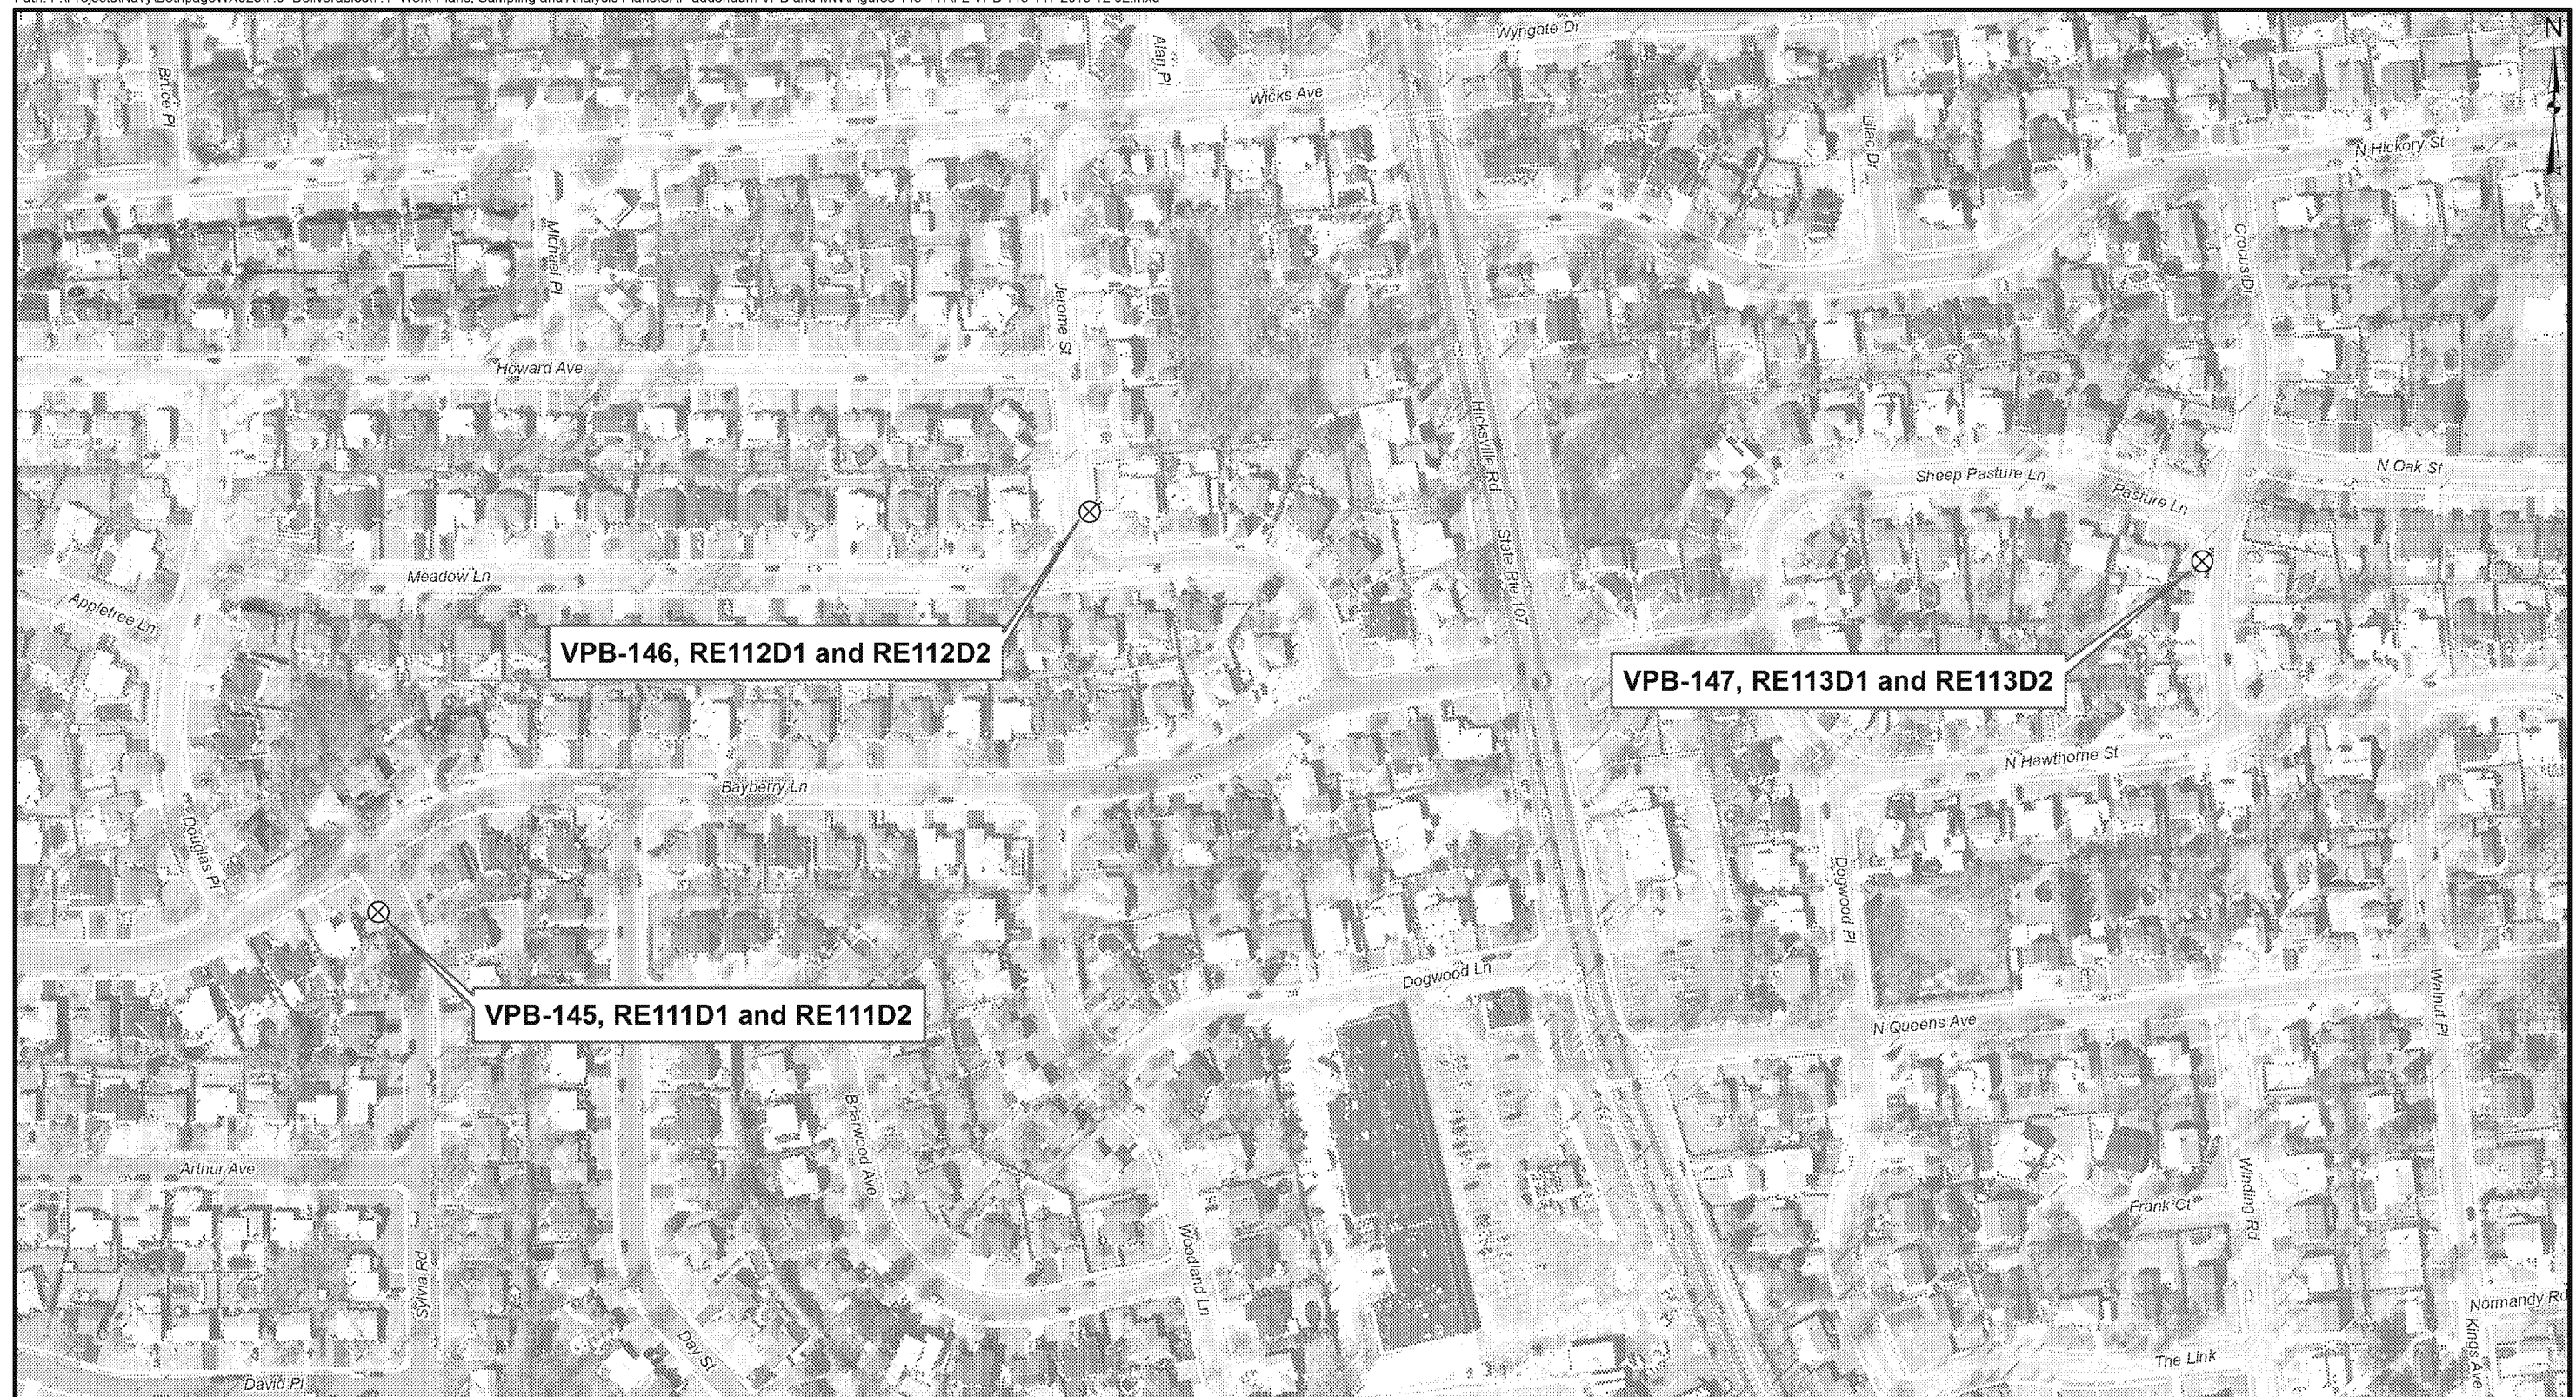 Wyngate Dr
N
Alan Pl
Bruce Pl
Wicks Ave
Lilac Dr
N Hickory St
Michael Pl
Crocus Dr
Jerome St
Howard Ave
Hicksville Rd
N Oak St
Sheep Pasture Ln
Pasture Ln
State Rte 107
Meadow Ln
Appletree Ln
VPB-146, RE112D1 and RE112D2
VPB-147, RE113D1 and RE113D2
N Hawthorne St
Bayberry Ln
Douglas Pl
Dogwood Pl
Dogwood Ln
VPB-145, RE111D1 and RE111D2
N Queens Ave
Walnut Pl
Briarwood Ave
Arthur Ave
Winding Rd
Frank Ct
Woodland Ln
Sylvia Rd
Normandy Rd
Day St
Kings Ave
The Link
David Pl